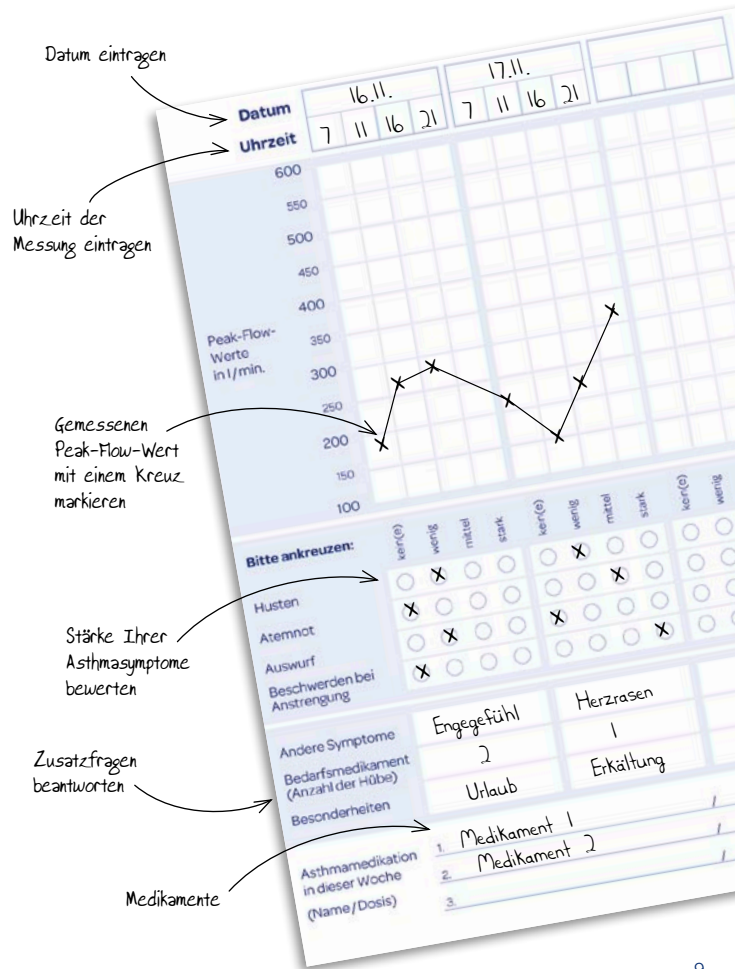 Datum eintragen
Datum 16.11. 17.11.
Uhrzeit 7 11 16 21 7 11 16 21
Uhrzeit der
Messung eintragen
600
550
500
450
400
Peak-Flow-
Werte
in l/min.
350
300
250
200
150
100
Gemessenen
Peak-Flow-Wert
mit einem Kreuz
markieren
Bitte ankreuzen: kein(e) wenig mittel stark kein(e) wenig mittel stark kein(e) wenig
Husten
Atemnot
Auswurf
Beschwerden bei
Anstrengung
Stärke Ihrer
Asthmasymptome
bewerten
Andere Symptome Engegefühl Herzrasen
Bedarfsmedikament
(Anzahl der Hübe) 2 1
Besonderheiten Urlaub Erkältung
Zusatzfragen
beantworten
Asthmamedikation
in dieser Woche
(Name/Dosis)
1. Medikament 1 /
2. Medikament 2 /
3. /
Medikamente
9